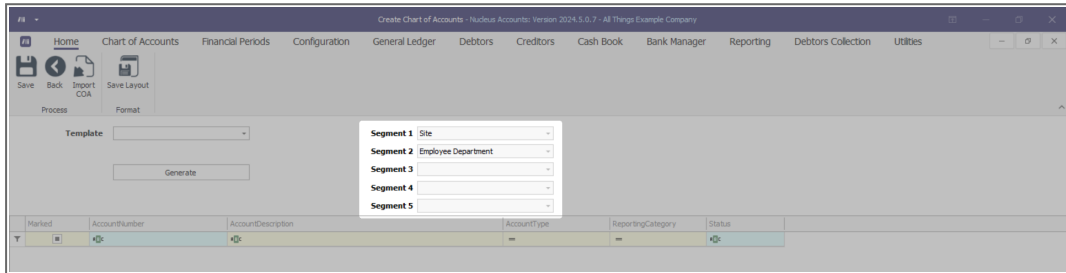 Create Chart of Accounts - Nucleus Accounts: Version 2024.5.0.7 - All Things Example Company
Home Chart of Accounts Financial Periods Configuration General Ledger Debtors Creditors Cash Book Bank Manager Reporting Debtors Collection Utilities
Save Back Import COA Save Layout
Process Format
Template
Generate
Segment 1 Site
Segment 2 Employee Department
Segment 3
Segment 4
Segment 5
Marked AccountNumber AccountDescription AccountType ReportingCategory Status
= =